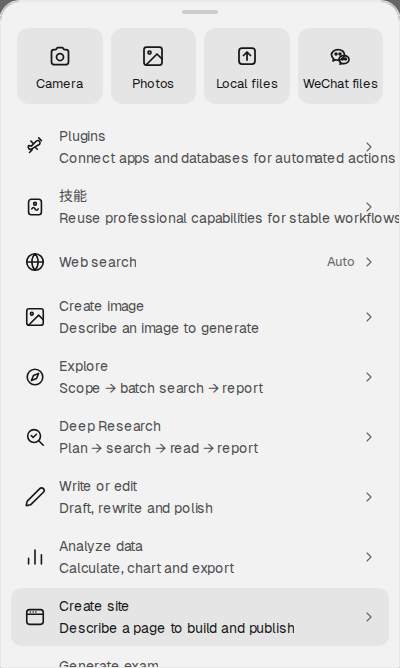 Camera
Photos
Local files
WeChat files
Plugins
Connect apps and databases for automated actions
技能
Reuse professional capabilities for stable workflows
Web search
Auto
Create image
Describe an image to generate
Explore
Scope → batch search → report
Deep Research
Plan → search → read → report
Write or edit
Draft, rewrite and polish
Analyze data
Calculate, chart and export
Create site
Describe a page to build and publish
Generate exam